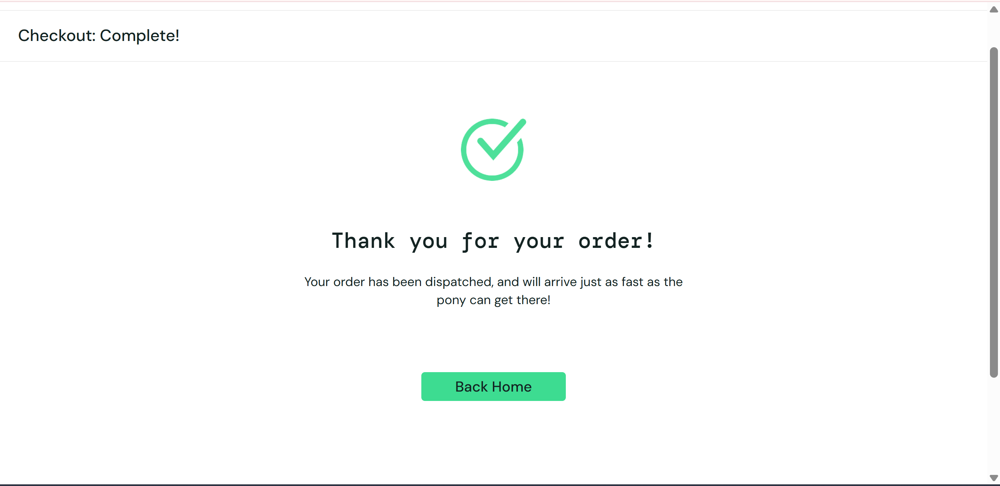 Checkout: Complete!
Thank you for your order!
Your order has been dispatched, and will arrive just as fast as the
pony can get there!
Back Home